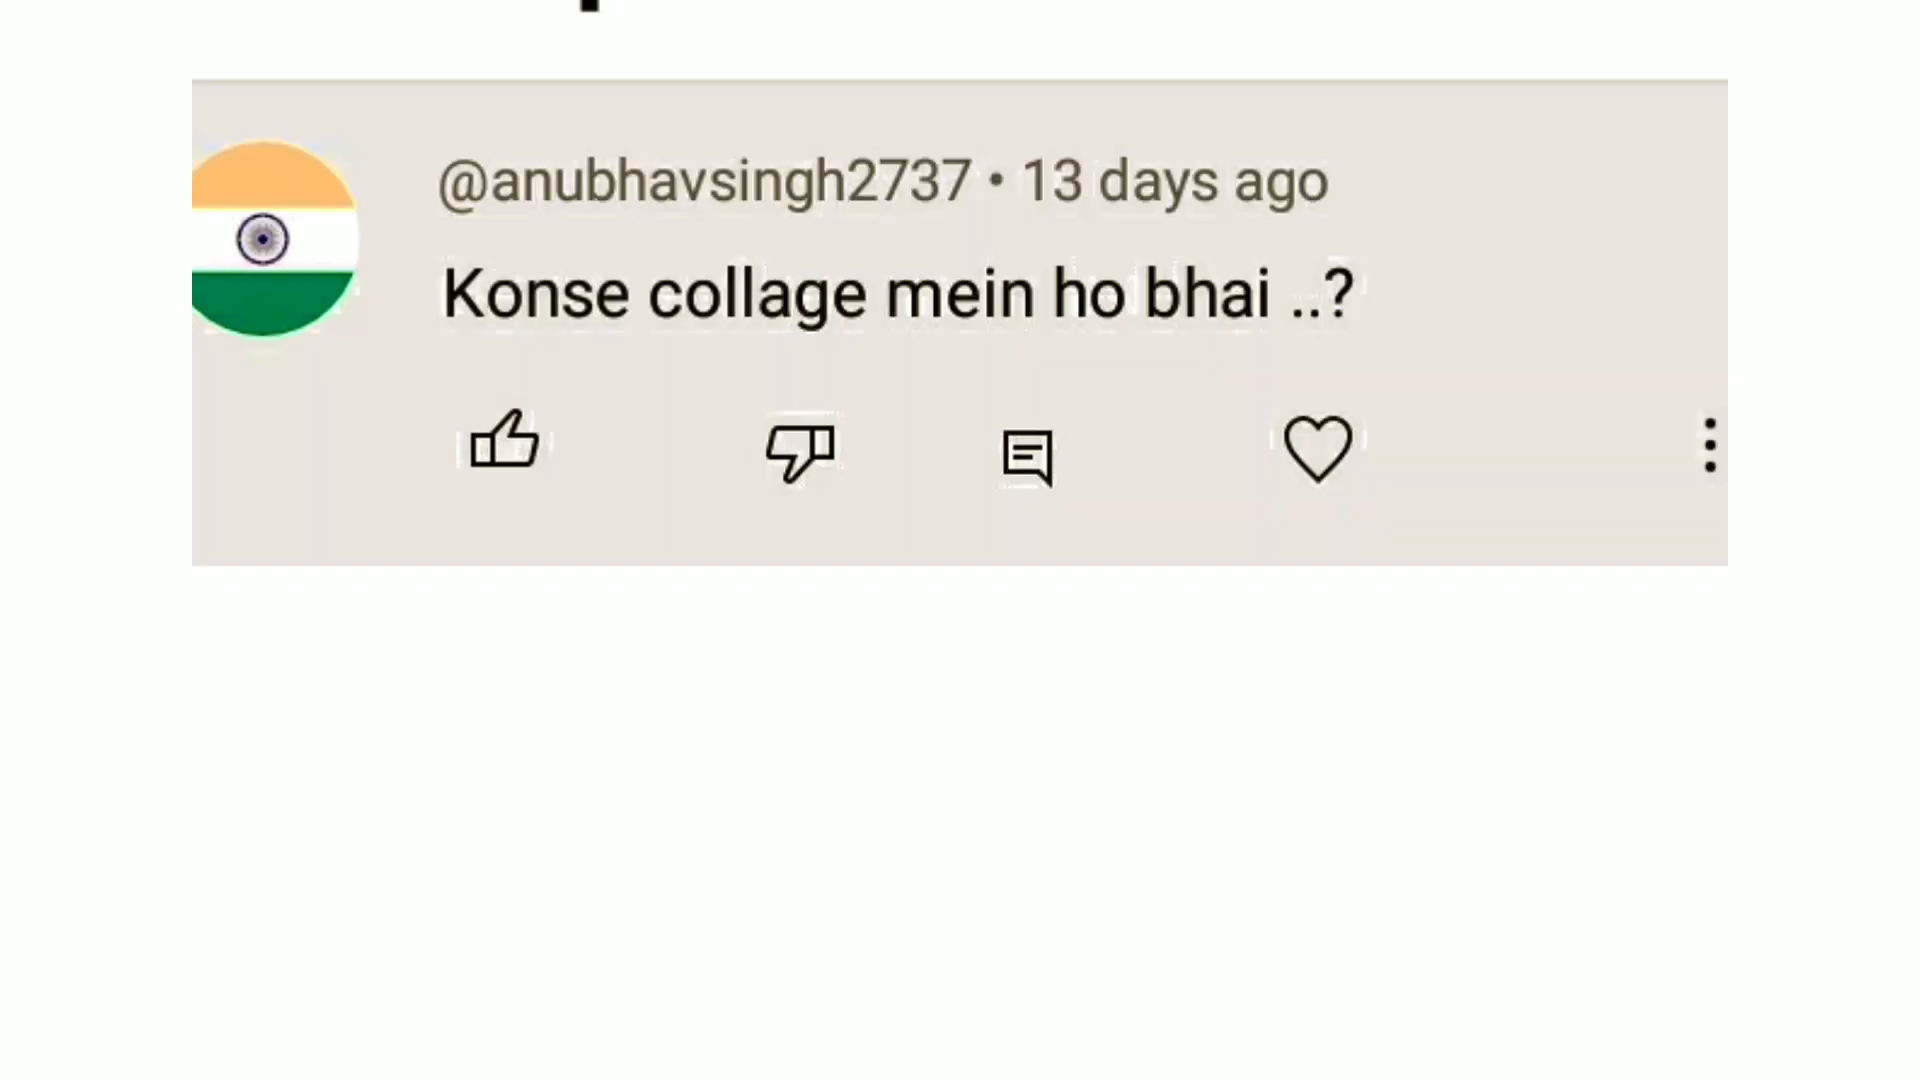 @anubhavsingh2737 • 13 days ago
Konse collage mein ho bhai ..?